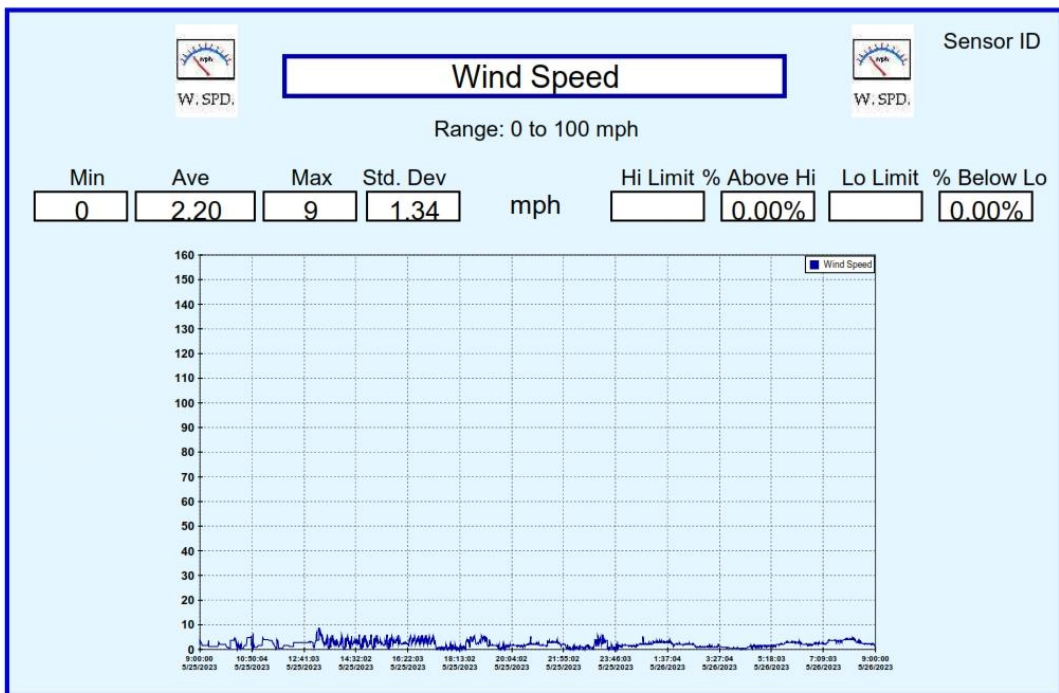 Sensor ID
mph
W. SPD.
Wind Speed
mph
W. SPD.
Range: 0 to 100 mph
Min Ave Max Std. Dev Hi Limit % Above Hi Lo Limit % Below Lo
0 2.20 9 1.34 mph 0.00% 0.00%
Wind Speed
160
150
140
130
120
110
100
90
80
70
60
50
40
30
20
10
0
9:00:00 10:50:04 12:41:03 14:32:02 16:22:03 18:13:02 20:04:02 21:55:02 23:46:03 1:37:04 3:27:04 5:18:03 7:09:03 9:00:00
5/25/2023 5/25/2023 5/25/2023 5/25/2023 5/25/2023 5/25/2023 5/25/2023 5/25/2023 5/25/2023 5/26/2023 5/26/2023 5/26/2023 5/26/2023 5/26/2023